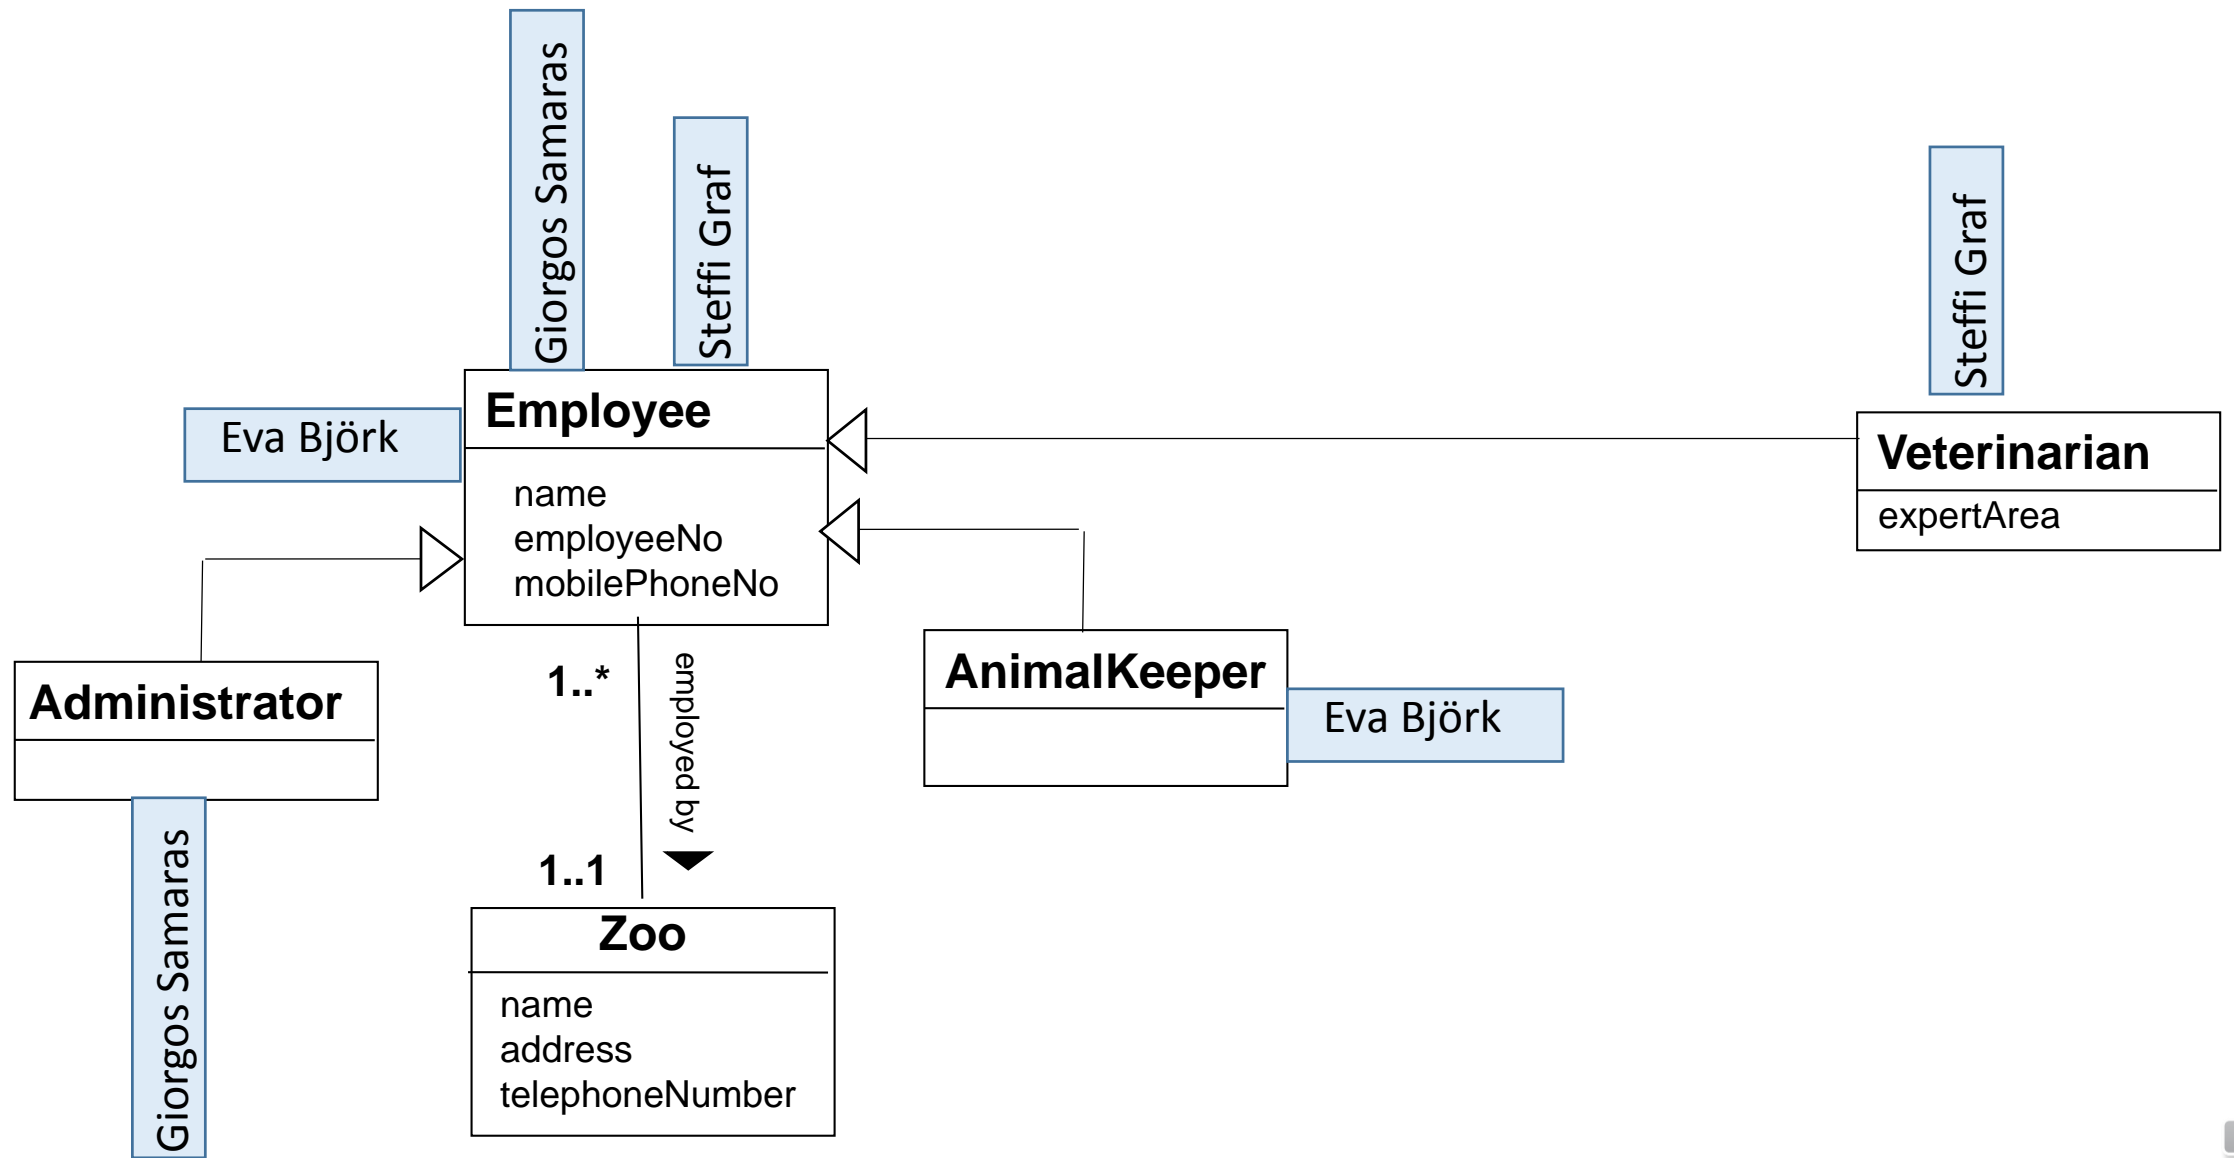 Giorgos Samaras
Steffi Graf
Steffi Graf
Eva Björk
Employee
name
employeeNo
mobilePhoneNo
Veterinarian
expertArea
Administrator
Giorgos Samaras
1..*
employed by
1..1
AnimalKeeper
Eva Björk
Zoo
name
address
telephoneNumber